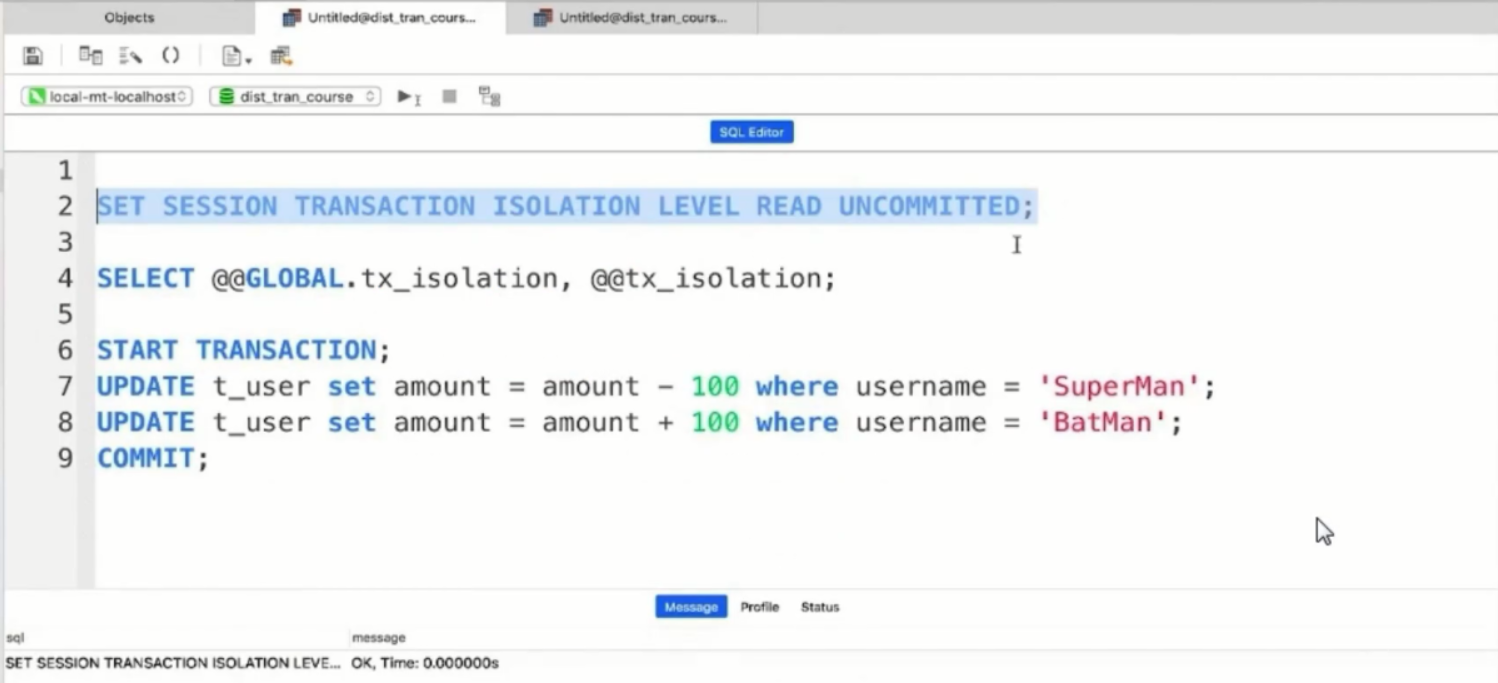 Objects
Untitled@dist_tran_cours...
Untitled@dist_tran_cours...
local-mt-localhost
dist_tran_course
SQL Editor
1
2 SET SESSION TRANSACTION ISOLATION LEVEL READ UNCOMMITTED;
3
4 SELECT @@GLOBAL.tx_isolation, @@tx_isolation;
5
6 START TRANSACTION;
7 UPDATE t_user set amount = amount - 100 where username = 'SuperMan';
8 UPDATE t_user set amount = amount + 100 where username = 'BatMan';
9 COMMIT;
Message Profile Status
sql message
SET SESSION TRANSACTION ISOLATION LEVE... OK, Time: 0.000000s